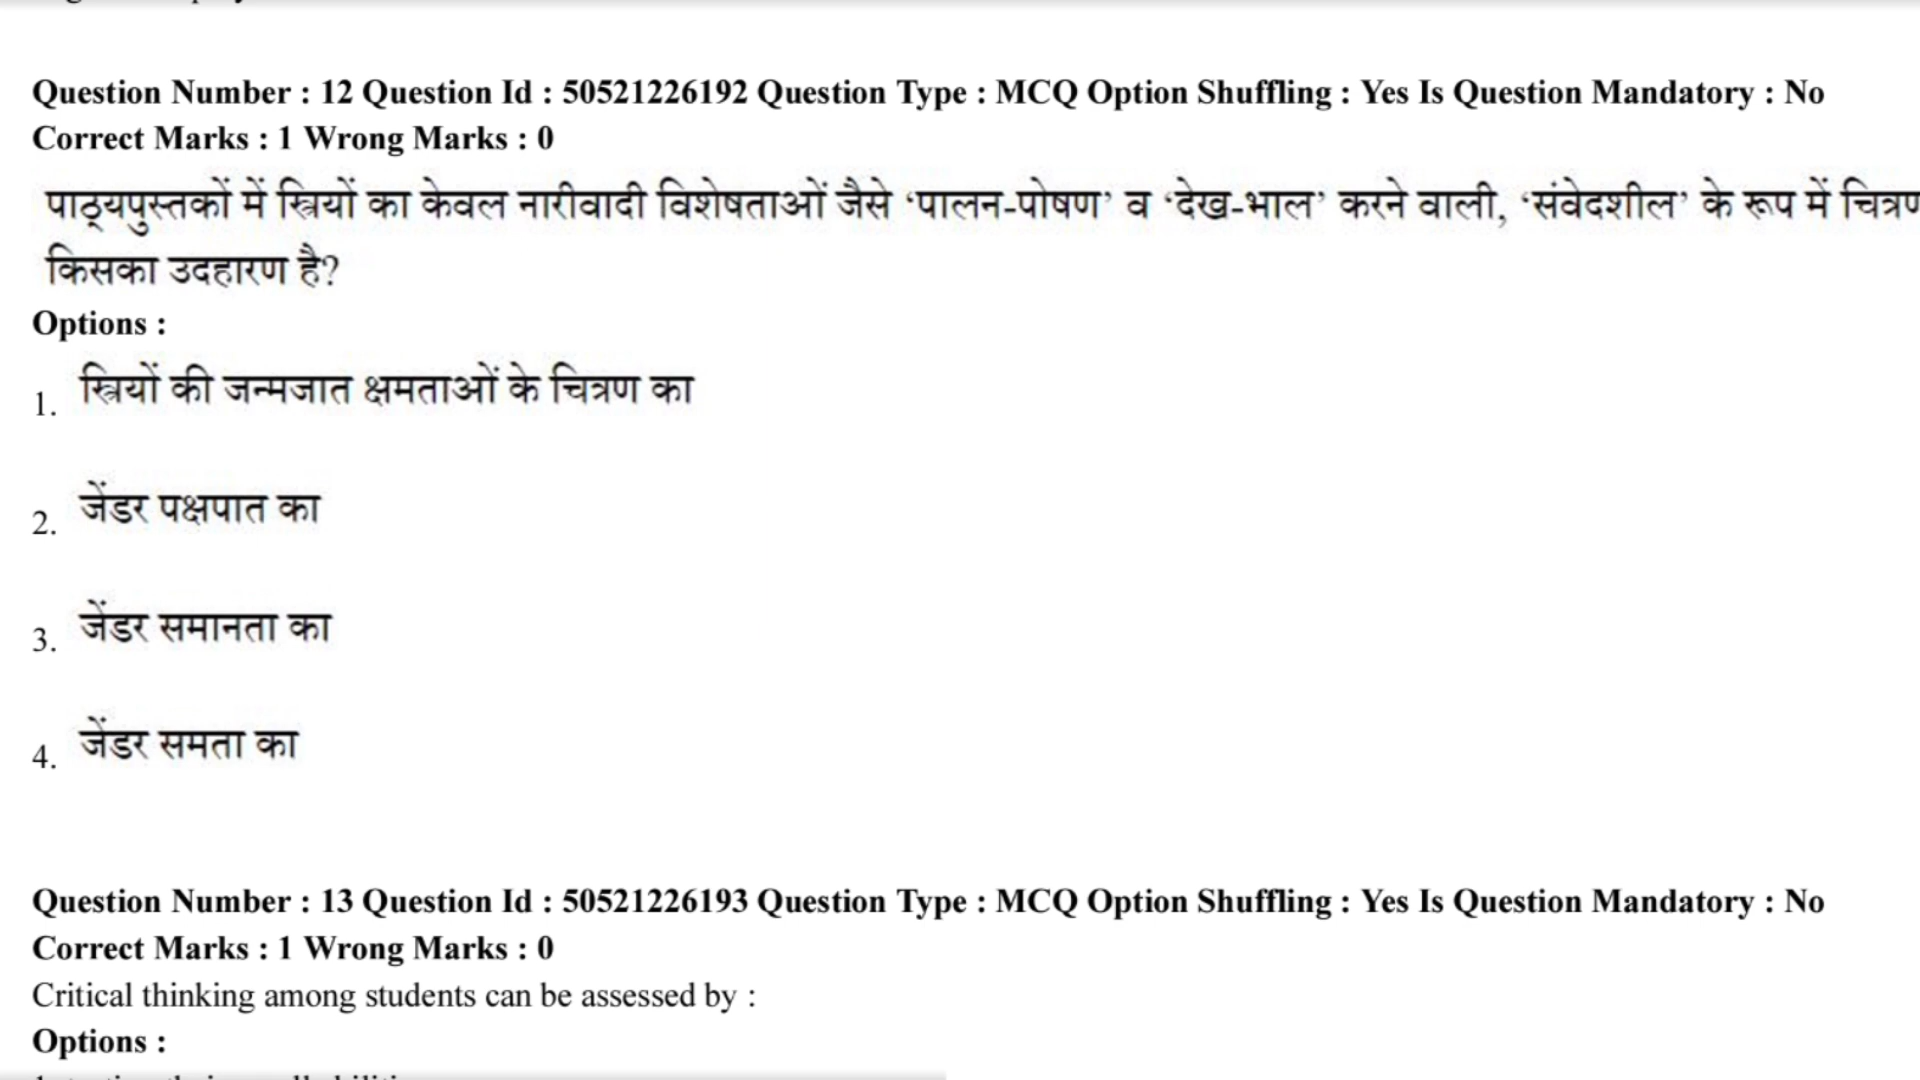 Question Number : 12 Question Id : 50521226192 Question Type : MCQ Option Shuffling : Yes Is Question Mandatory : No
Correct Marks : 1 Wrong Marks : 0
पाठ्यपुस्तकों में स्त्रियों का केवल नारीवादी विशेषताओं जैसे ‘पालन-पोषण’ व ‘देख-भाल’ करने वाली, ‘संवेदशील’ के रूप में चित्रण
किसका उदहारण है?
Options :
1. स्त्रियों की जन्मजात क्षमताओं के चित्रण का
2. जेंडर पक्षपात का
3. जेंडर समानता का
4. जेंडर समता का
Question Number : 13 Question Id : 50521226193 Question Type : MCQ Option Shuffling : Yes Is Question Mandatory : No
Correct Marks : 1 Wrong Marks : 0
Critical thinking among students can be assessed by :
Options :